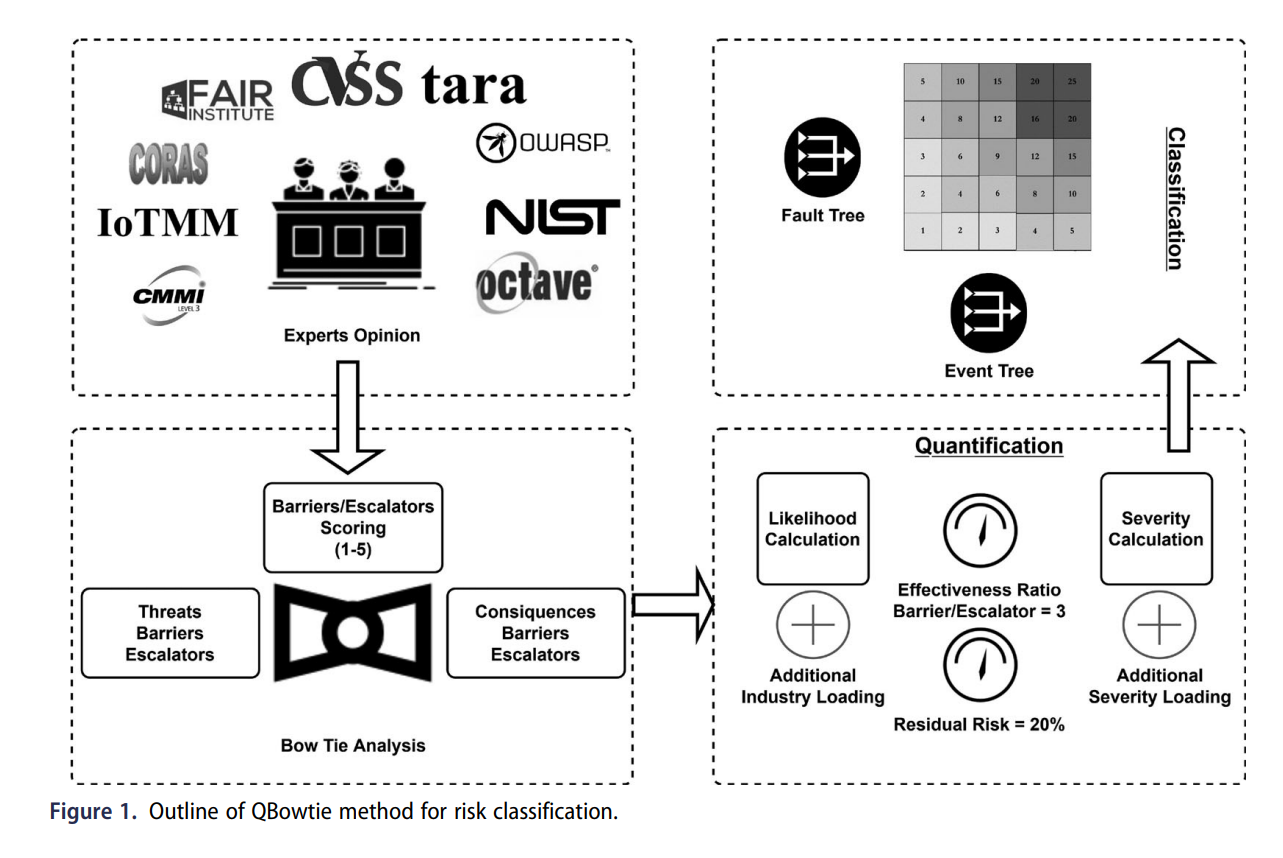 FAIR
INSTITUTE
CVSS
tara
CORAS
OWASP™
IoTMM
NIST
CMMi
LEVEL 3
octave®
Experts Opinion
Fault Tree
5 10 15 20 25
4 8 12 16 20
3 6 9 12 15
2 4 6 8 10
1 2 3 4 5
Classification
Event Tree
Barriers/Escalators
Scoring
(1-5)
Threats
Barriers
Escalators
Consiquences
Barriers
Escalators
Bow Tie Analysis
Quantification
Likelihood
Calculation
Severity
Calculation
Effectiveness Ratio
Barrier/Escalator = 3
Additional
Industry Loading
Additional
Severity Loading
Residual Risk = 20%
Figure 1. Outline of QBowtie method for risk classification.